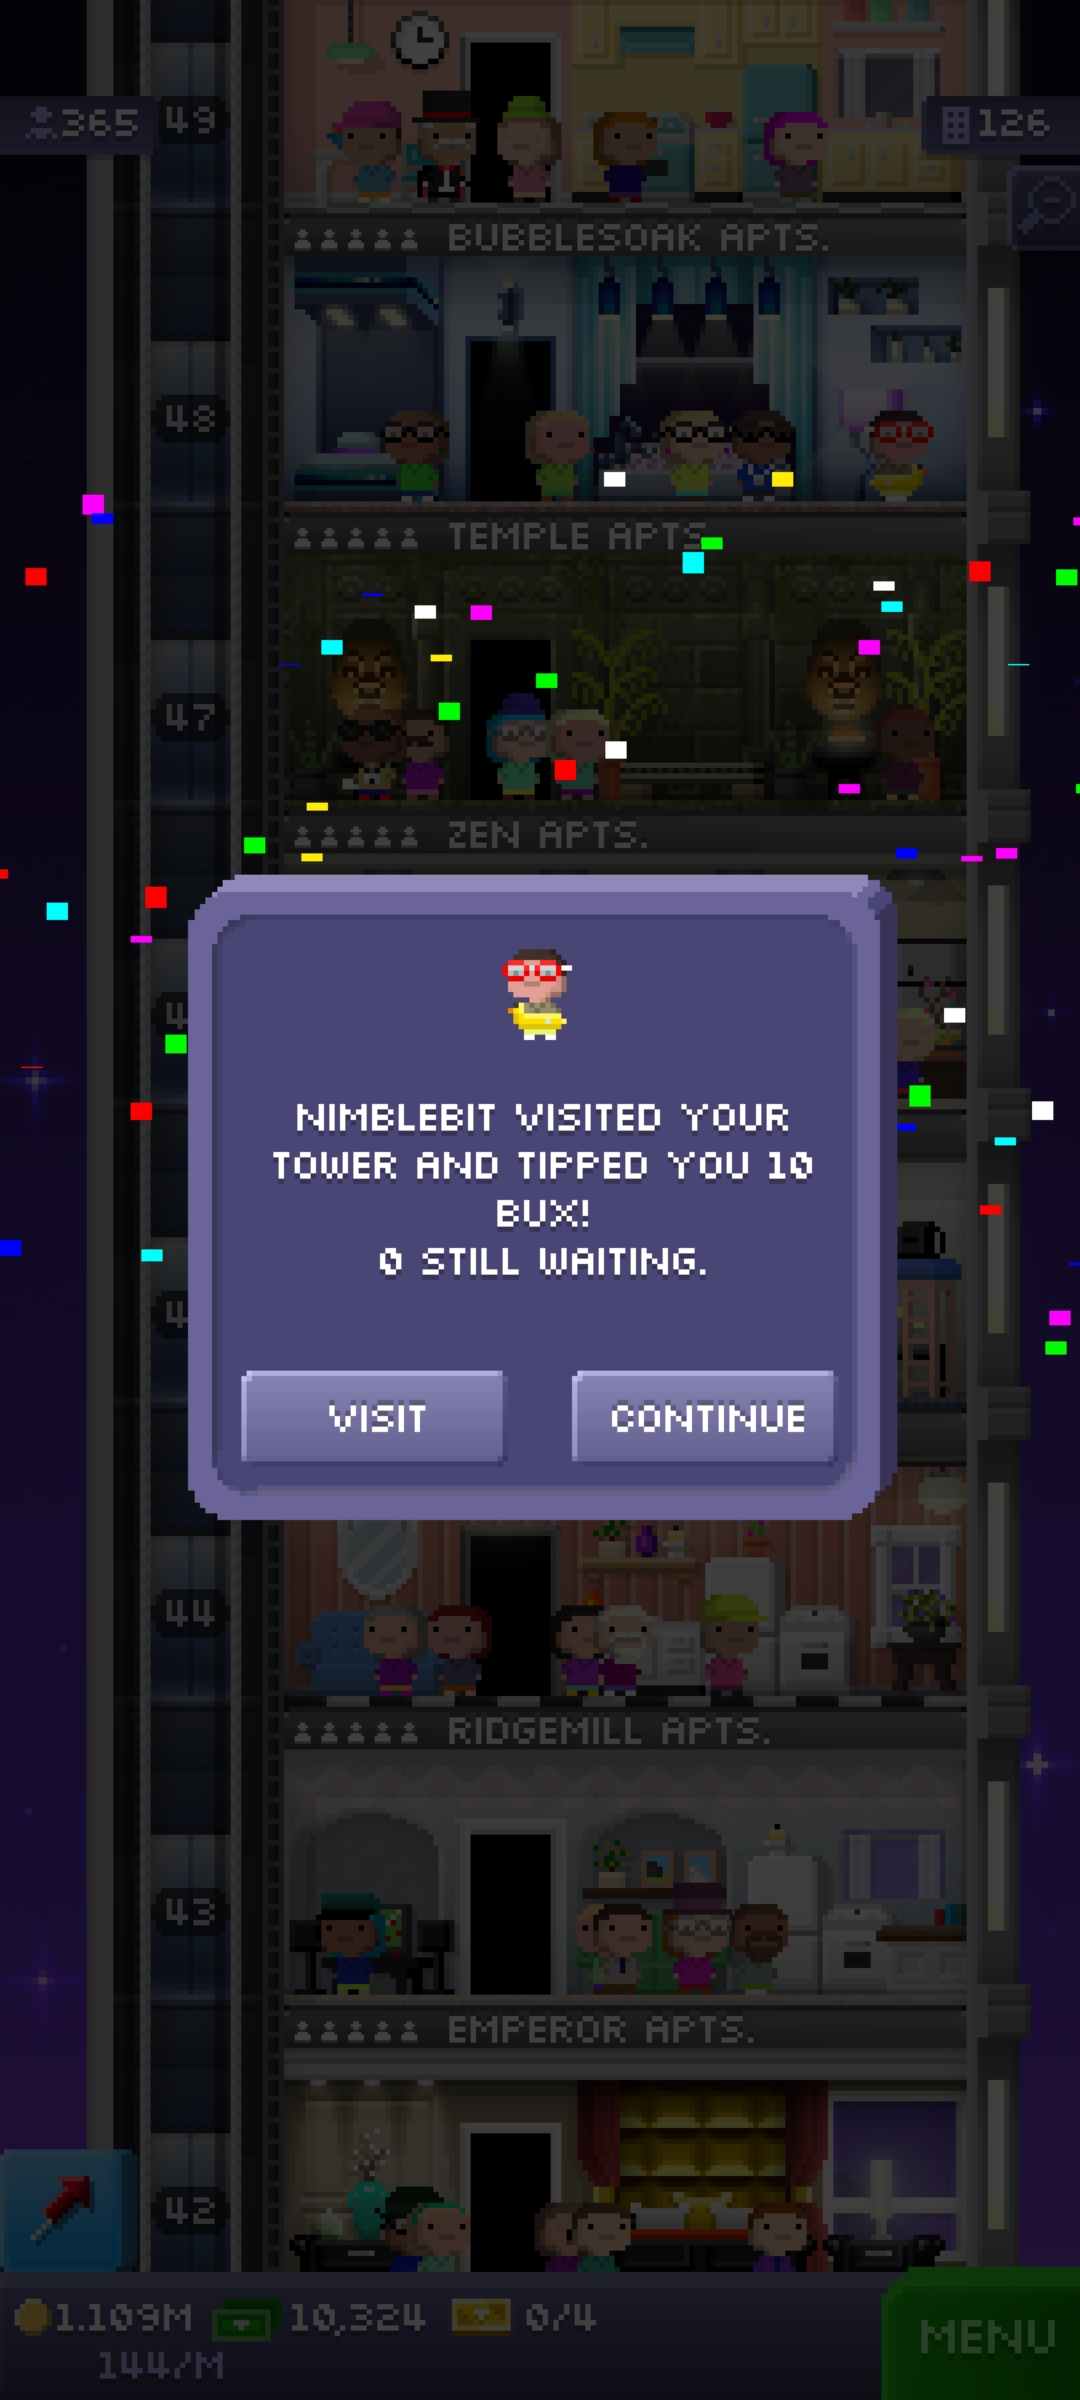 365
49
126
BUBBLESOAK APTS.
48
TEMPLE APTS
47
ZEN APTS.
4
NIMBLEBIT VISITED YOUR
TOWER AND TIPPED YOU 10
BUX!
0 STILL WAITING.
4
VISIT
CONTINUE
44
RIDGEMILL APTS.
43
EMPEROR APTS.
42
1.109M
10,324
0/4
MENU
144/M